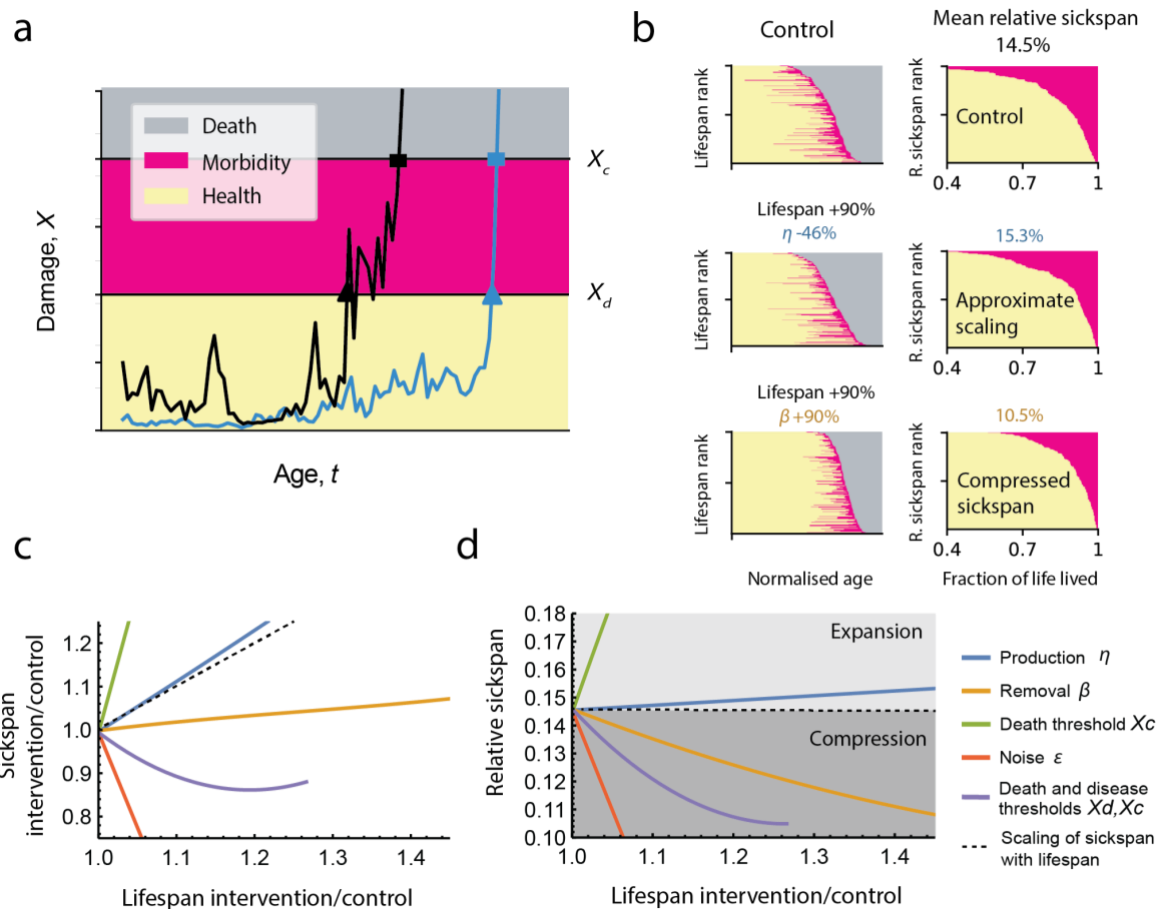 a
Death
Morbidity
Health
Xc
Xd
Damage, X
Age, t
b
Control
Mean relative sickspan
14.5%
Lifespan rank
R. sickspan rank
Control
0.4 0.7 1
Lifespan +90%
η -46%
15.3%
Lifespan rank
R. sickspan rank
Approximate
scaling
0.4 0.7 1
Lifespan +90%
β +90%
10.5%
Lifespan rank
R. sickspan rank
Compressed
sickspan
0.4 0.7 1
Normalised age
Fraction of life lived
c
Sickspan
intervention/control
1.2
1.1
1.0
0.9
0.8
1.0 1.1 1.2 1.3 1.4
Lifespan intervention/control
d
Relative sickspan
0.18
0.17
0.16
0.15
0.14
0.13
0.12
0.11
0.10
Expansion
Compression
1.0 1.1 1.2 1.3 1.4
Lifespan intervention/control
Production η
Removal β
Death threshold Xc
Noise ε
Death and disease
thresholds Xd,Xc
Scaling of sickspan
with lifespan